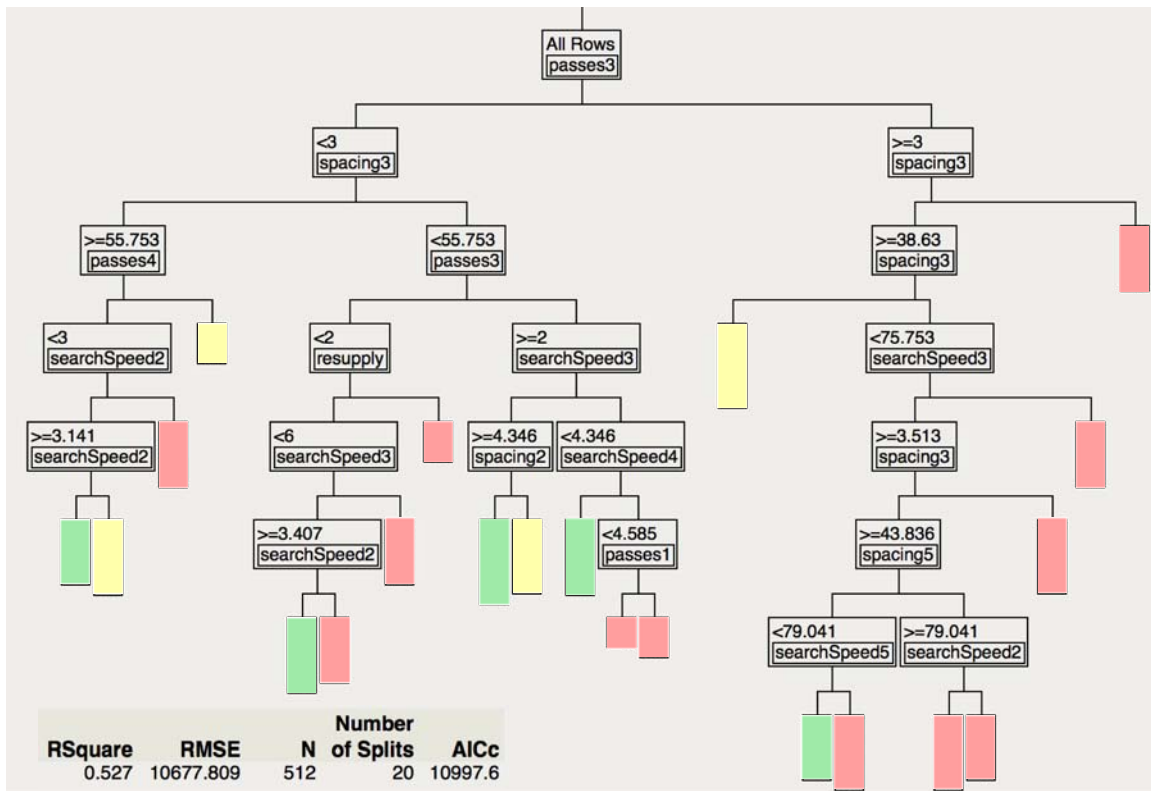 All Rows
passes3
<3
spacing3
>=3
spacing3
>=55.753
passes4
<55.753
passes3
>=38.63
spacing3
<3
searchSpeed2
<2
resupply
>=2
searchSpeed3
<75.753
searchSpeed3
>=3.141
searchSpeed2
<6
searchSpeed3
>=4.346
spacing2
<4.346
searchSpeed4
>=3.513
spacing3
>=3.407
searchSpeed2
<4.585
passes1
>=43.836
spacing5
<79.041
searchSpeed5
>=79.041
searchSpeed2
Number
RSquare RMSE N of Splits AICc
0.527 10677.809 512 20 10997.6